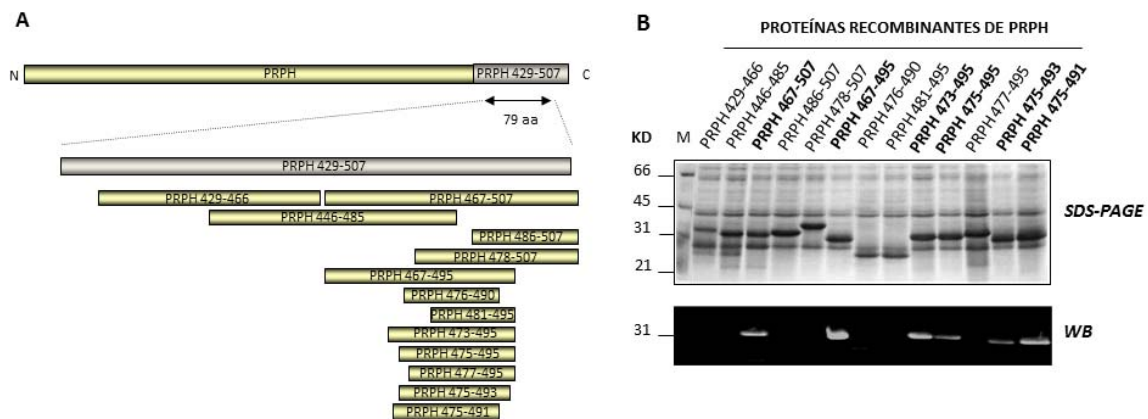 A
N PRPH PRPH 429-507 C
79 aa
PRPH 429-507
PRPH 429-466 PRPH 467-507
PRPH 446-485
PRPH 486-507
PRPH 478-507
PRPH 467-495
PRPH 476-490
PRPH 481-495
PRPH 473-495
PRPH 475-495
PRPH 477-495
PRPH 475-493
PRPH 475-491
B
PROTEÍNAS RECOMBINANTES DE PRPH
KD M PRPH 429-466 PRPH 446-485 PRPH 467-507 PRPH 486-507 PRPH 478-507 PRPH 467-495 PRPH 476-490 PRPH 481-495 PRPH 473-495 PRPH 475-495 PRPH 477-495 PRPH 475-493 PRPH 475-491
66
45
31
21
SDS-PAGE
31
WB